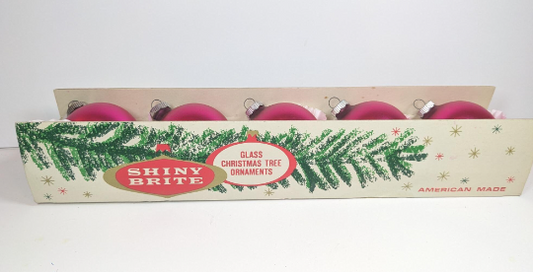 SHINY
BRITE
GLASS
CHRISTMAS TREE
ORNAMENTS
AMERICAN MADE